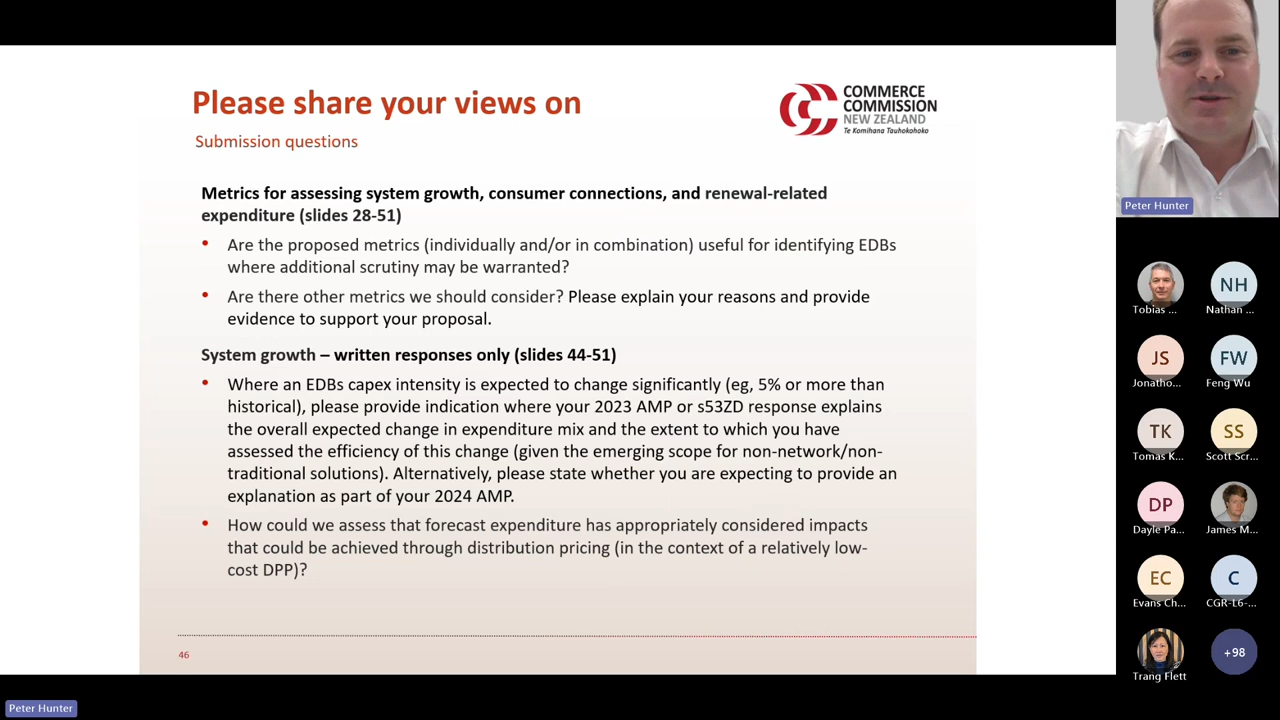 Please share your views on
Submission questions
COMMERCE
COMMISSION
NEW ZEALAND
Te Komihana Tauhokohoko
Metrics for assessing system growth, consumer connections, and renewal-related
expenditure (slides 28-51)
• Are the proposed metrics (individually and/or in combination) useful for identifying EDBs
where additional scrutiny may be warranted?
• Are there other metrics we should consider? Please explain your reasons and provide
evidence to support your proposal.
System growth – written responses only (slides 44-51)
• Where an EDBs capex intensity is expected to change significantly (eg, 5% or more than
historical), please provide indication where your 2023 AMP or s53ZD response explains
the overall expected change in expenditure mix and the extent to which you have
assessed the efficiency of this change (given the emerging scope for non-network/non-
traditional solutions). Alternatively, please state whether you are expecting to provide an
explanation as part of your 2024 AMP.
• How could we assess that forecast expenditure has appropriately considered impacts
that could be achieved through distribution pricing (in the context of a relatively low-
cost DPP)?
46
Peter Hunter
Peter Hunter
Tobias ...
NH
Nathan ...
JS
Jonatho...
FW
Feng Wu
TK
Tomas K...
SS
Scott Scr...
DP
Dayle Pa...
James M...
EC
Evans Ch...
C
CGR-L6-...
Trang Flett
+98